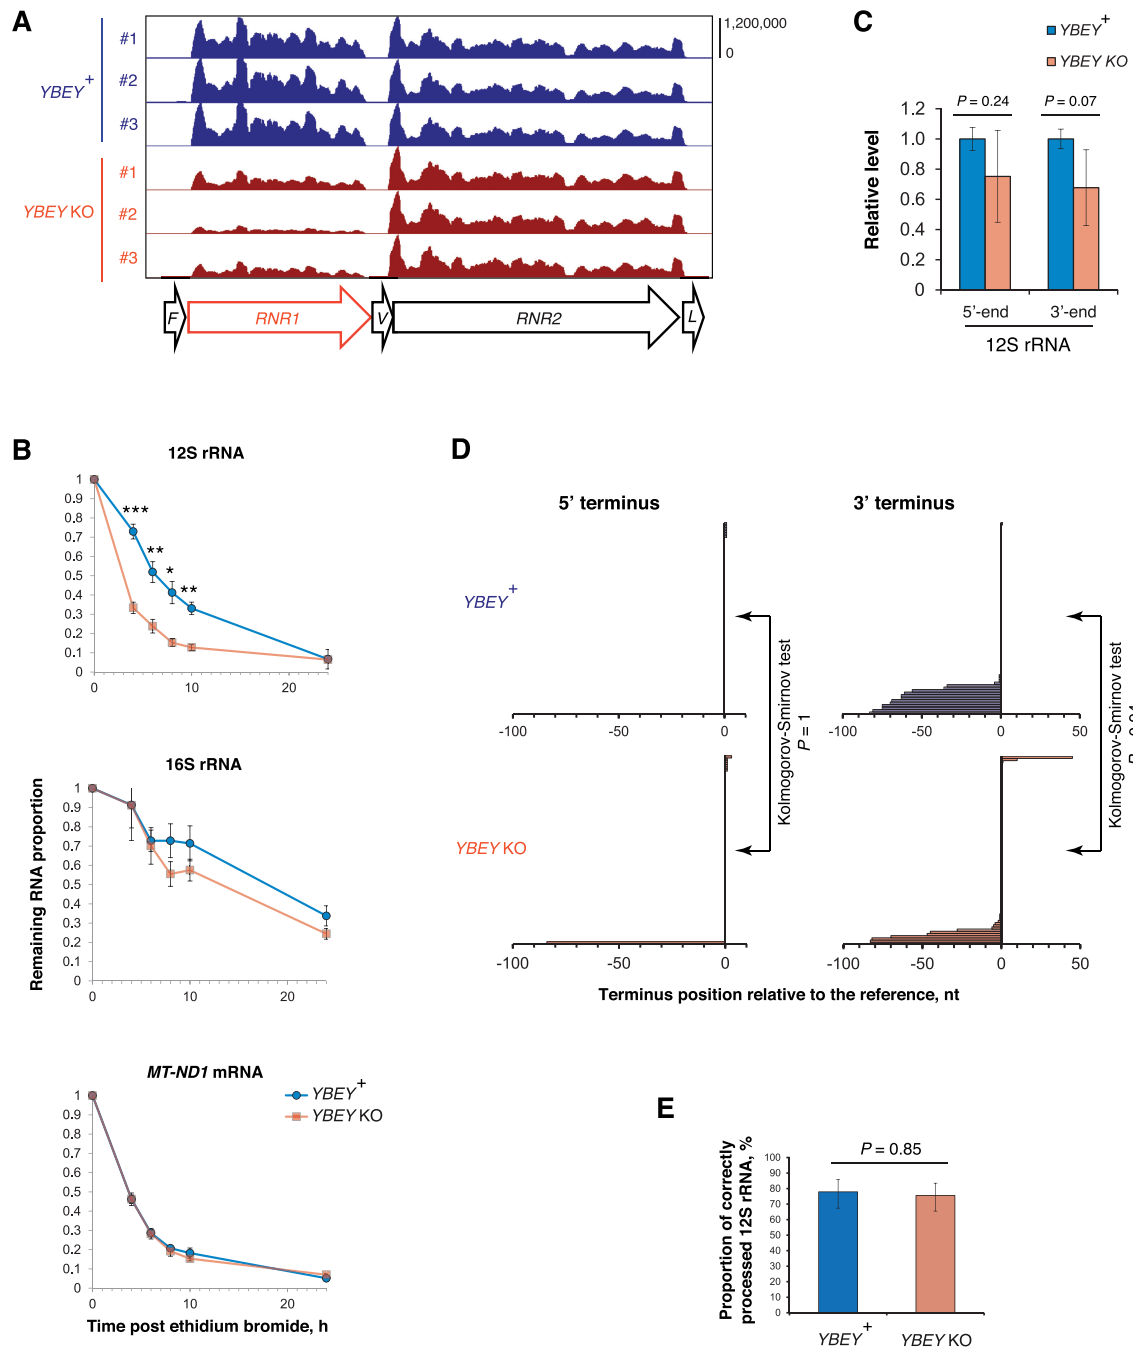 A
YBEY+
#1
#2
#3
YBEY KO
#1
#2
#3
1,200,000
0
F
RNR1
V
RNR2
L
C
YBEY+
YBEY KO
P = 0.24
P = 0.07
Relative level
1.2
1.0
0.8
0.6
0.4
0.2
0
5'-end
3'-end
12S rRNA
B
12S rRNA
1
0.9
0.8
0.7
0.6
0.5
0.4
0.3
0.2
0.1
0
***
**
*
**
0
10
20
16S rRNA
Remaining RNA proportion
1
0.9
0.8
0.7
0.6
0.5
0.4
0.3
0.2
0.1
0
0
10
20
MT-ND1 mRNA
YBEY+
YBEY KO
1
0.9
0.8
0.7
0.6
0.5
0.4
0.3
0.2
0.1
0
0
10
20
Time post ethidium bromide, h
D
5' terminus
3' terminus
YBEY+
-100
-50
0
-100
-50
0
50
Kolmogorov-Smirnov test
P = 1
Kolmogorov-Smirnov test
YBEY KO
-100
-50
0
-100
-50
0
50
Terminus position relative to the reference, nt
E
Proportion of correctly
processed 12S rRNA, %
P = 0.85
100
90
80
70
60
50
40
30
20
10
0
YBEY+
YBEY KO